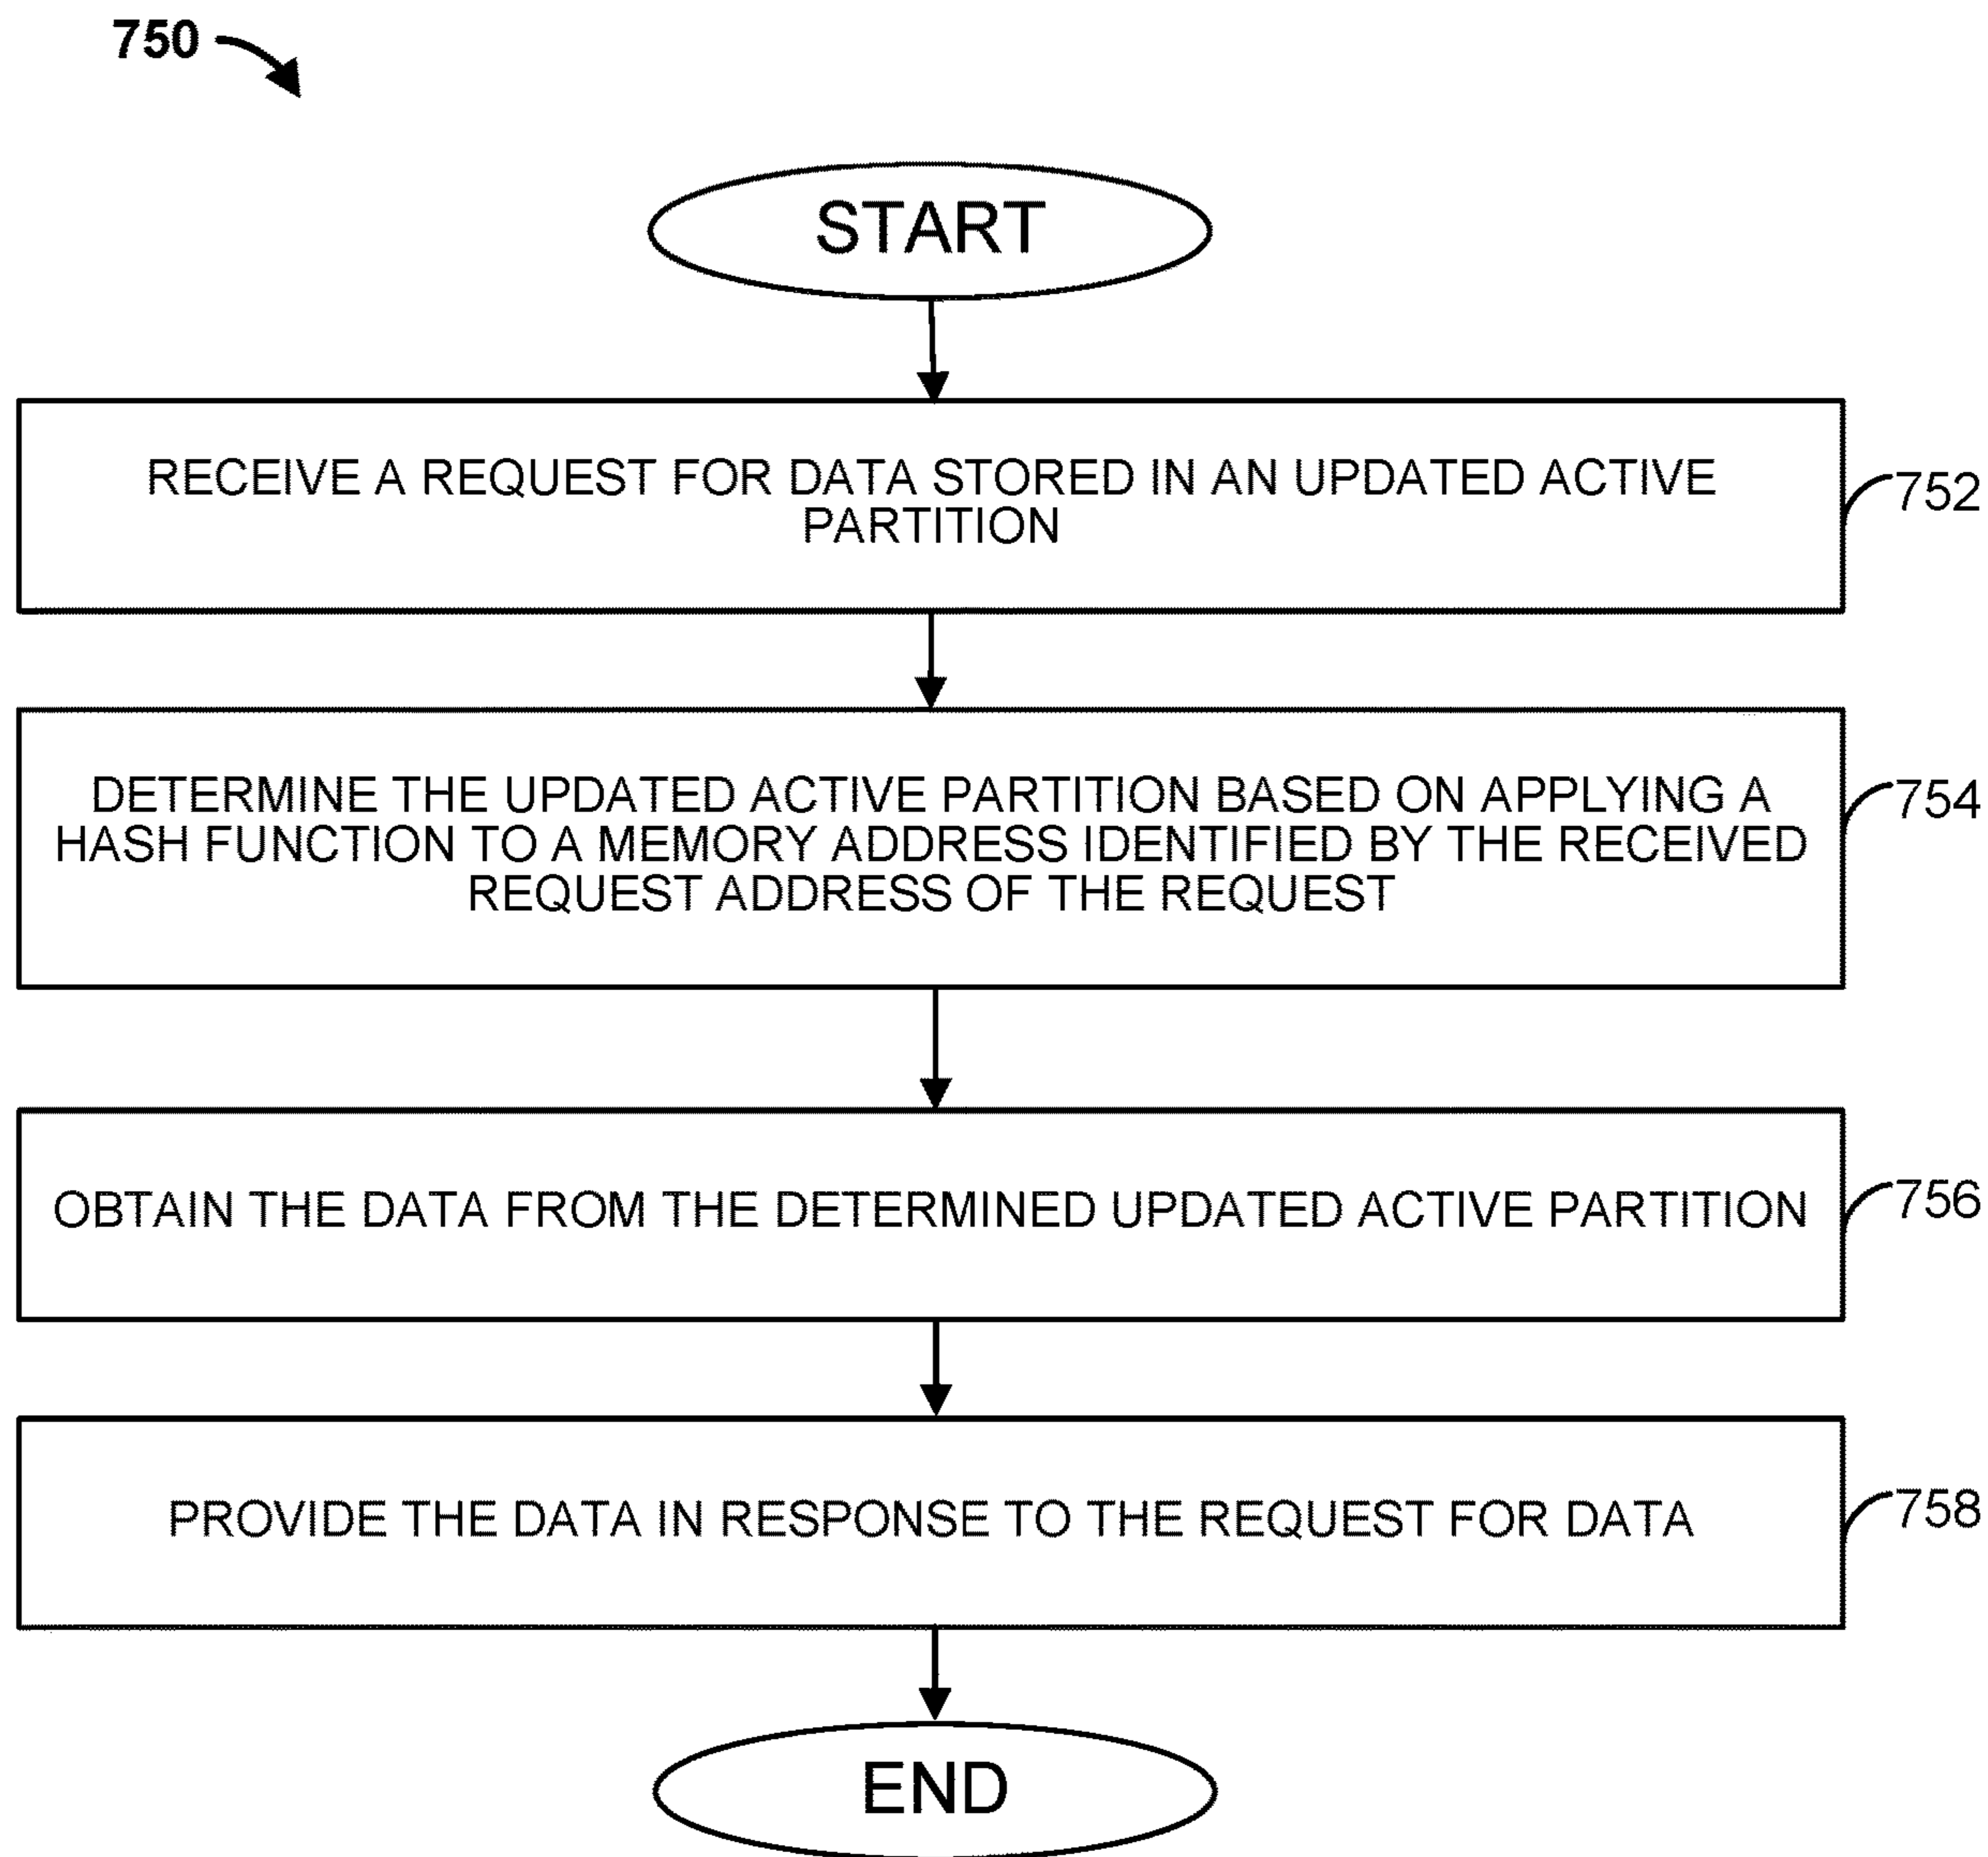 750
START
RECEIVE A REQUEST FOR DATA STORED IN AN UPDATED ACTIVE
PARTITION
752
DETERMINE THE UPDATED ACTIVE PARTITION BASED ON APPLYING A
HASH FUNCTION TO A MEMORY ADDRESS IDENTIFIED BY THE RECEIVED
REQUEST ADDRESS OF THE REQUEST
754
OBTAIN THE DATA FROM THE DETERMINED UPDATED ACTIVE PARTITION
756
PROVIDE THE DATA IN RESPONSE TO THE REQUEST FOR DATA
758
END